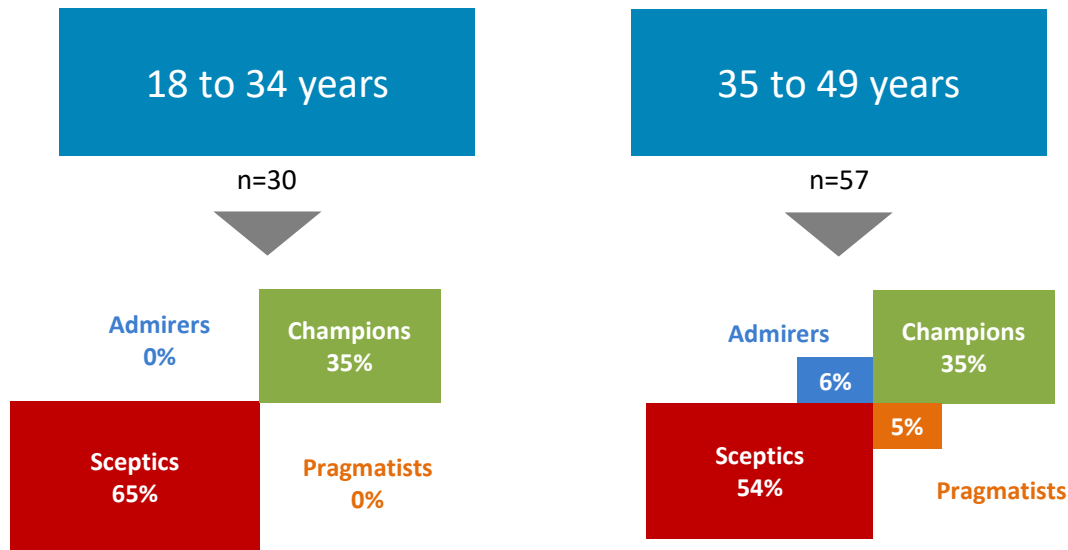 18 to 34 years
n=30
Admirers
0%
Champions
35%
Sceptics
65%
Pragmatists
0%
35 to 49 years
n=57
Admirers
6%
Champions
35%
Sceptics
54%
5%
Pragmatists